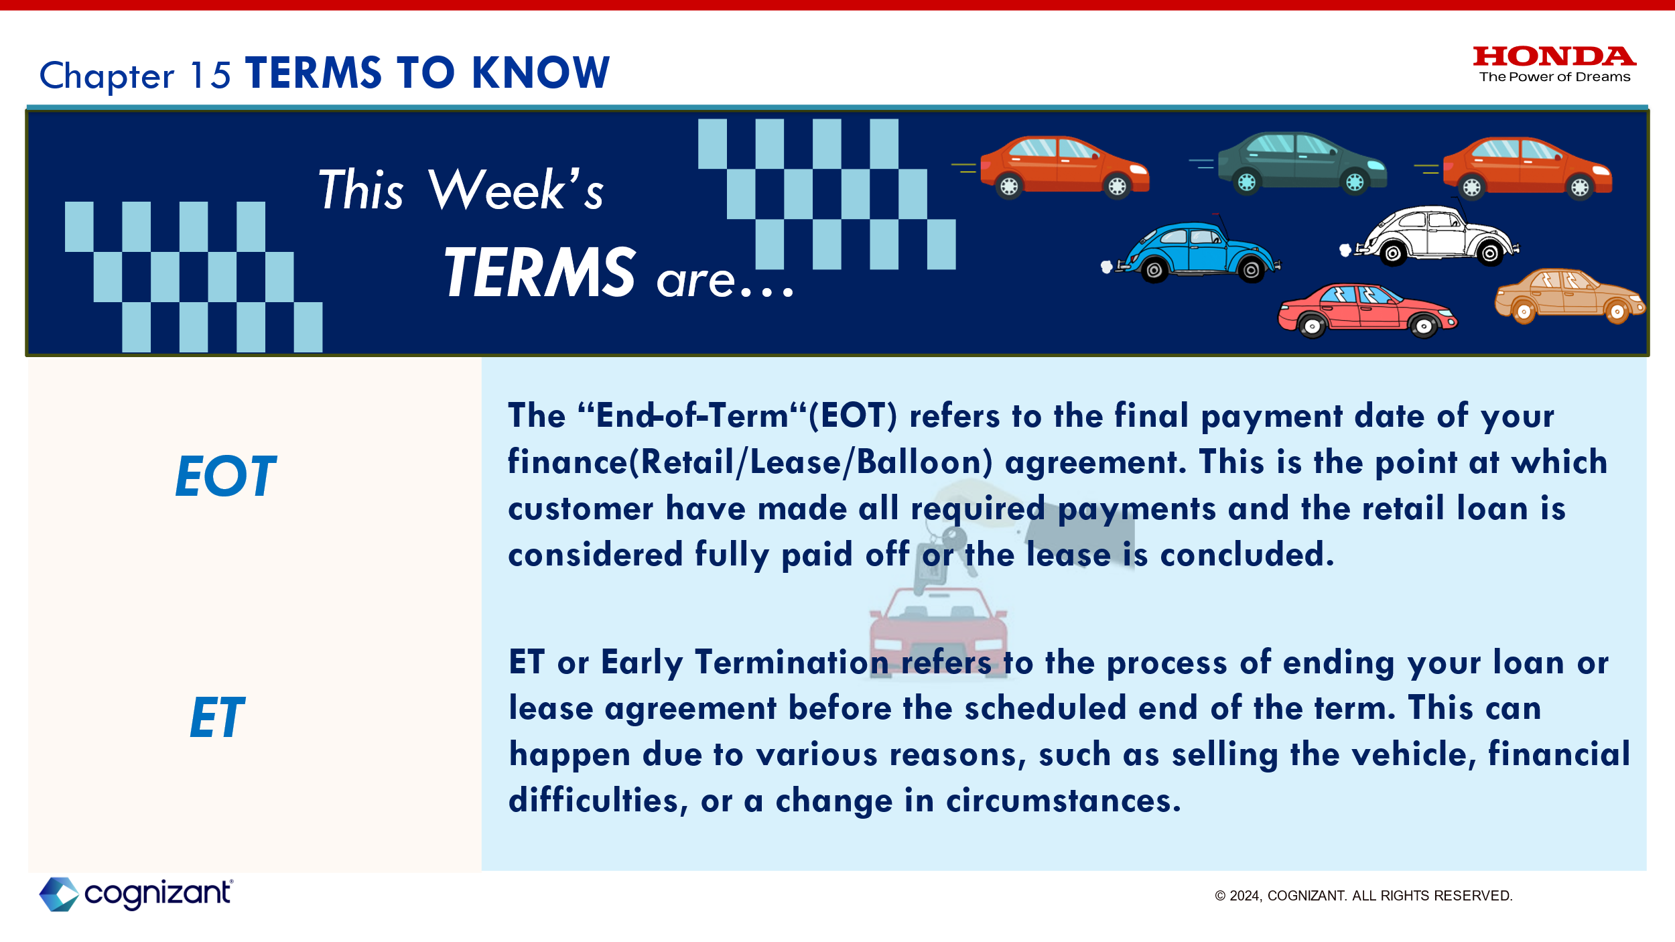 Chapter 15 TERMS TO KNOW
HONDA
The Power of Dreams
This Week’s
TERMS are...
EOT
The “End-of-Term“(EOT) refers to the final payment date of your
finance(Retail/Lease/Balloon) agreement. This is the point at which
customer have made all required payments and the retail loan is
considered fully paid off or the lease is concluded.
ET
ET or Early Termination refers to the process of ending your loan or
lease agreement before the scheduled end of the term. This can
happen due to various reasons, such as selling the vehicle, financial
difficulties, or a change in circumstances.
cognizant®
© 2024, COGNIZANT. ALL RIGHTS RESERVED.